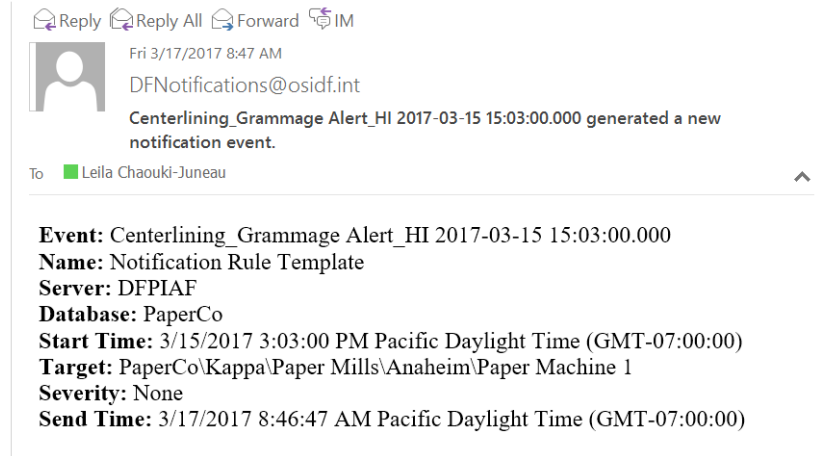 Reply Reply All Forward IM
Fri 3/17/2017 8:47 AM
DFNotifications@osidf.int
Centerlining_Grammage Alert_HI 2017-03-15 15:03:00.000 generated a new
notification event.
To Leila Chaouki-Juneau
Event: Centerlining_Grammage Alert_HI 2017-03-15 15:03:00.000
Name: Notification Rule Template
Server: DFPIAF
Database: PaperCo
Start Time: 3/15/2017 3:03:00 PM Pacific Daylight Time (GMT-07:00:00)
Target: PaperCo\Kappa\Paper Mills\Anaheim\Paper Machine 1
Severity: None
Send Time: 3/17/2017 8:46:47 AM Pacific Daylight Time (GMT-07:00:00)